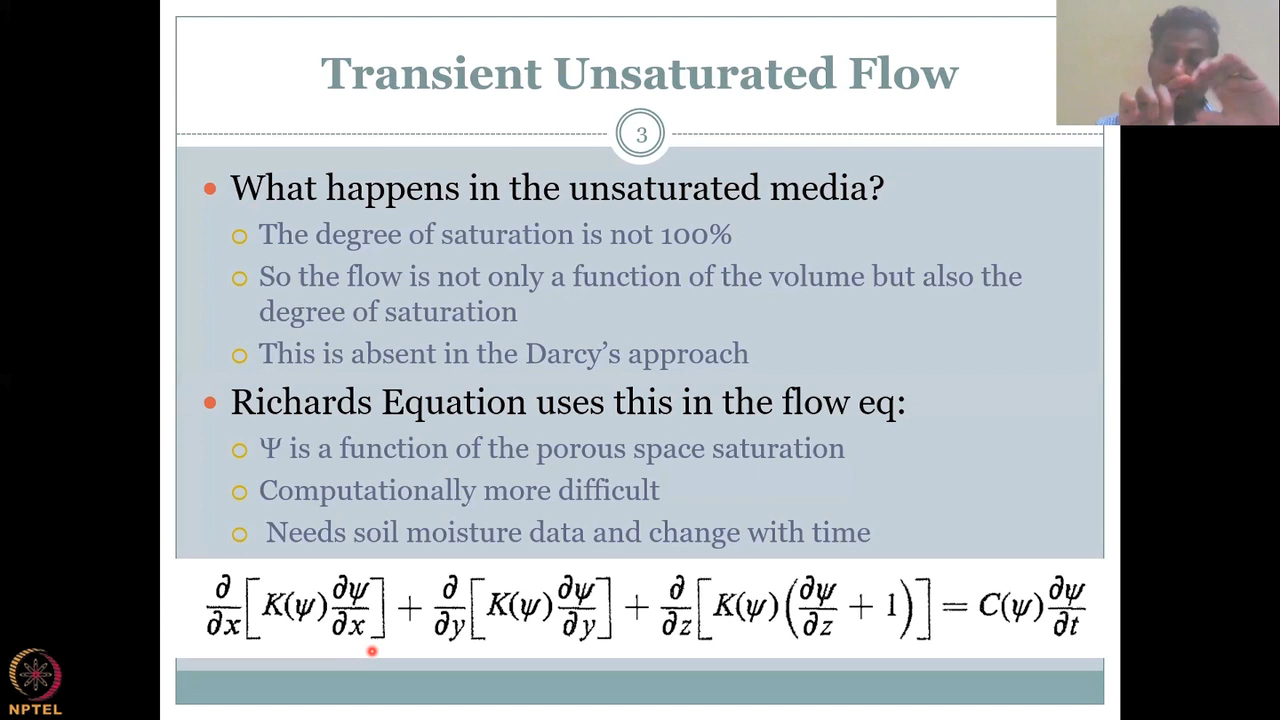 Transient Unsaturated Flow
3
• What happens in the unsaturated media?
o The degree of saturation is not 100%
o So the flow is not only a function of the volume but also the
degree of saturation
o This is absent in the Darcy's approach
• Richards Equation uses this in the flow eq:
o Ψ is a function of the porous space saturation
o Computationally more difficult
o Needs soil moisture data and change with time
∂/∂x[K(ψ)∂ψ/∂x] + ∂/∂y[K(ψ)∂ψ/∂y] + ∂/∂z[K(ψ)(∂ψ/∂z + 1)] = C(ψ)∂ψ/∂t
NPTEL